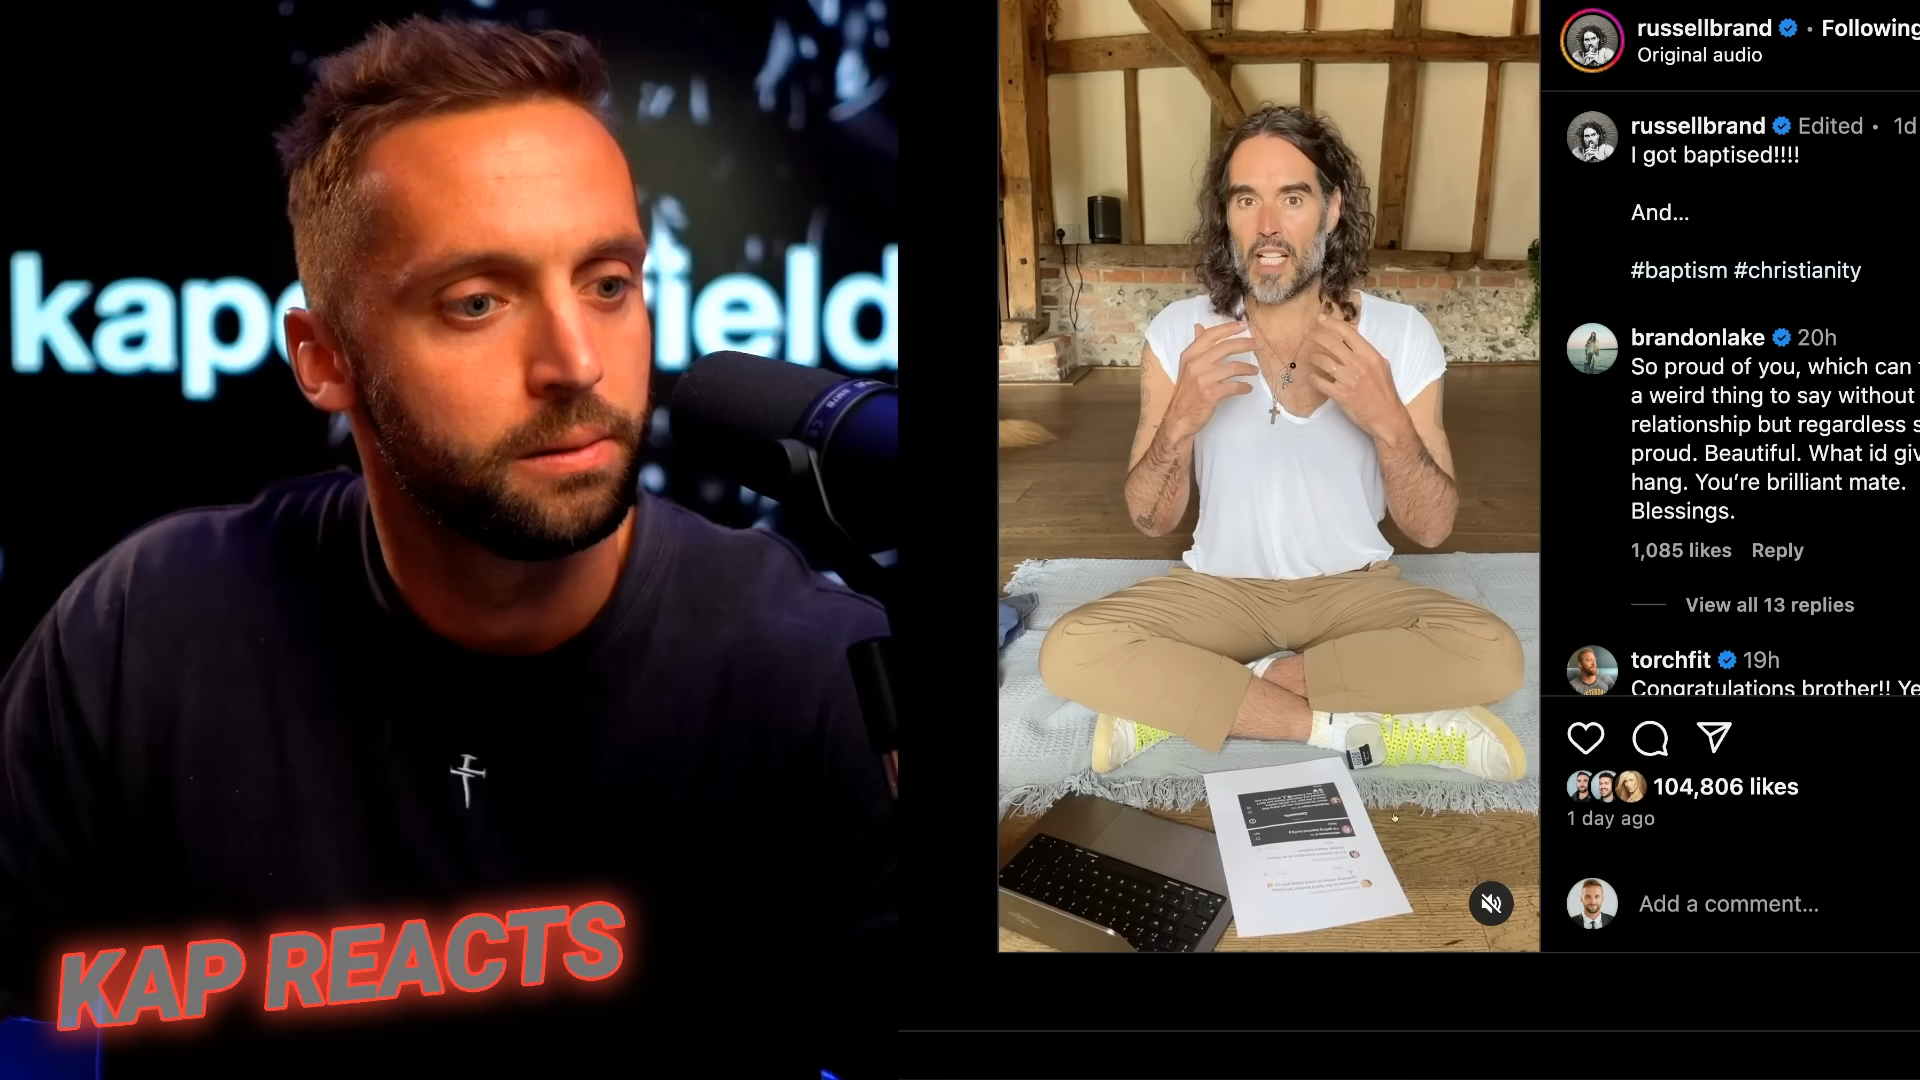 kap
field
KAP REACTS
russellbrand • Following
Original audio
russellbrand Edited • 1d
I got baptised!!!!
And...
#baptism #christianity
brandonlake 20h
So proud of you, which can
a weird thing to say without
relationship but regardless s
proud. Beautiful. What id giv
hang. You’re brilliant mate.
Blessings.
1,085 likes Reply
View all 13 replies
torchfit 19h
Congratulations brother!! Ye
104,806 likes
1 day ago
Add a comment...